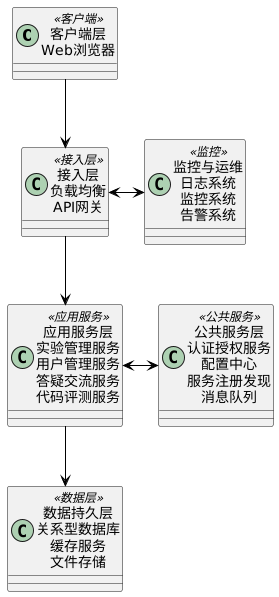 «客户端»
C
客户端层
Web浏览器
«接入层»
C
接入层
负载均衡
API网关
«监控»
C
监控与运维
日志系统
监控系统
告警系统
«应用服务»
C
应用服务层
实验管理服务
用户管理服务
答疑交流服务
代码评测服务
«公共服务»
C
公共服务层
认证授权服务
配置中心
服务注册发现
消息队列
«数据层»
C
数据持久层
关系型数据库
缓存服务
文件存储